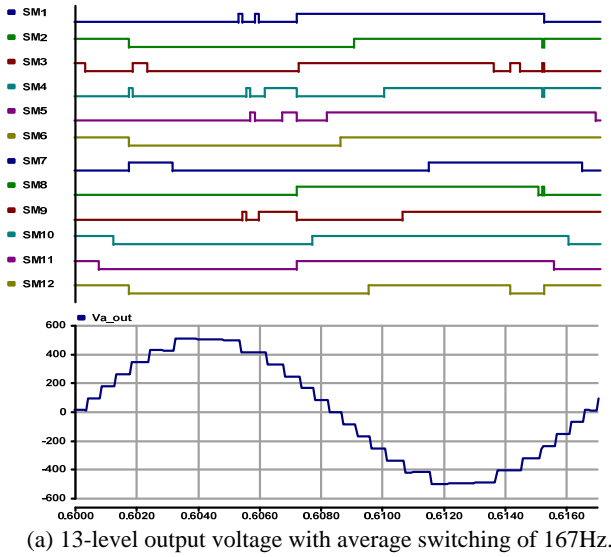 SM1
SM2
SM3
SM4
SM5
SM6
SM7
SM8
SM9
SM10
SM11
SM12
Va_out
600
400
200
0
-200
-400
-600
0.6000 0.6020 0.6040 0.6060 0.6080 0.6100 0.6120 0.6140 0.6160
(a) 13-level output voltage with average switching of 167Hz.